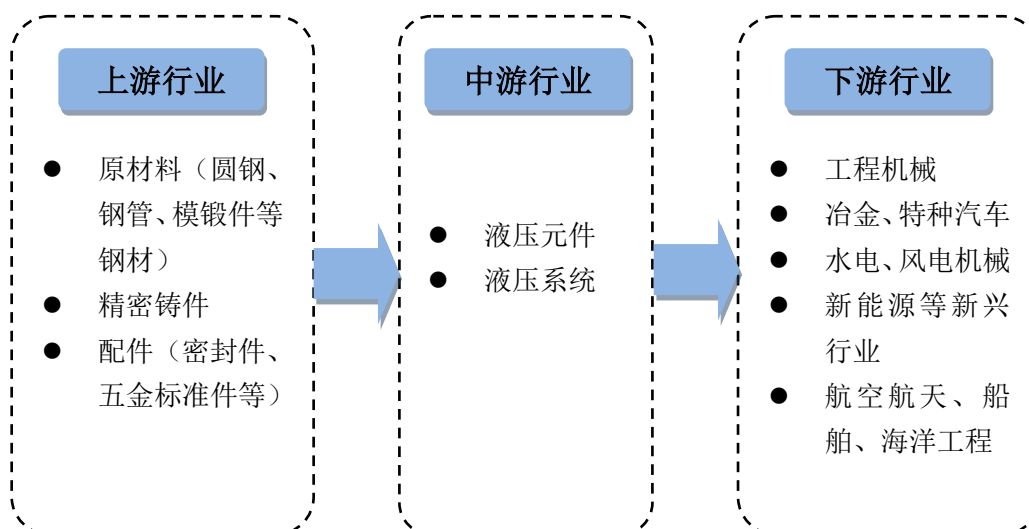 上游行业
● 原材料（圆钢、
钢管、模锻件等
钢材）
● 精密铸件
● 配件（密封件、
五金标准件等）
中游行业
● 液压元件
● 液压系统
下游行业
● 工程机械
● 冶金、特种汽车
● 水电、风电机械
● 新能源等新兴
行业
● 航空航天、船
舶、海洋工程